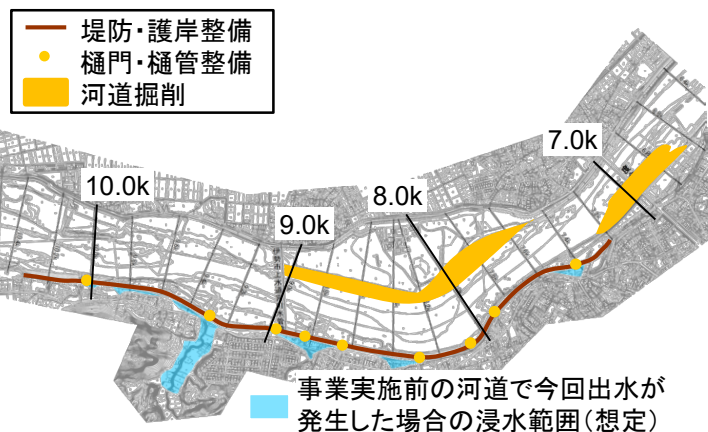 堤防・護岸整備
樋門・樋管整備
河道掘削
7.0k
10.0k
8.0k
9.0k
事業実施前の河道で今回出水が
発生した場合の浸水範囲(想定)